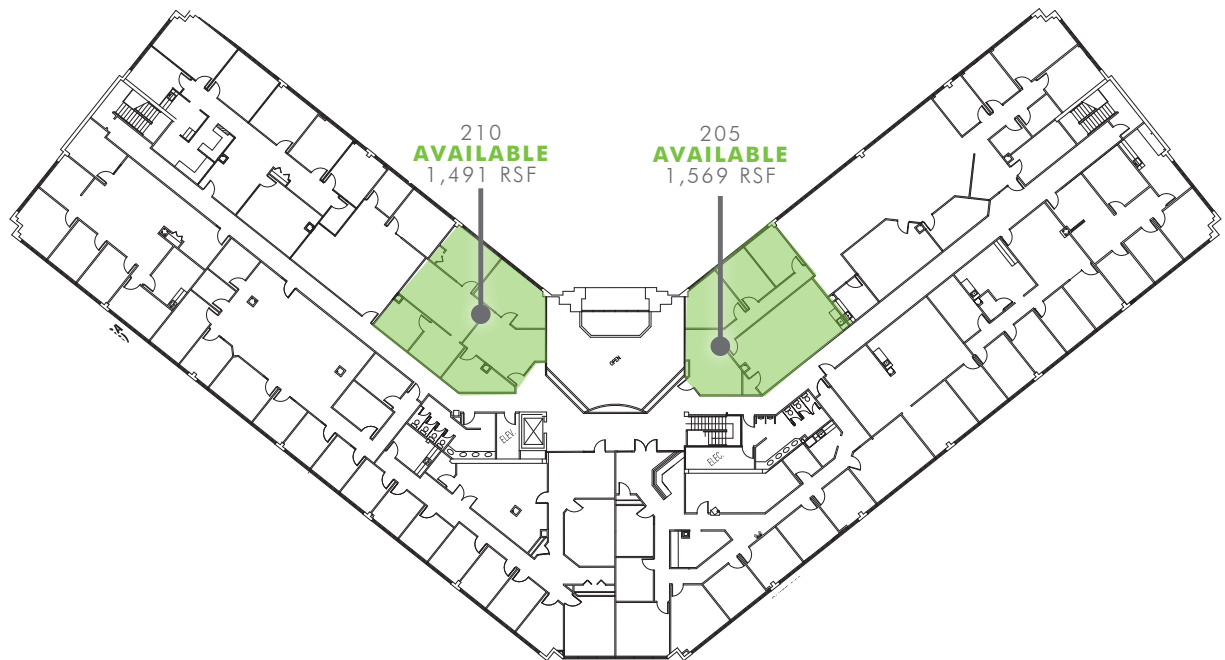 210
AVAILABLE
1,491 RSF
205
AVAILABLE
1,569 RSF
OPEN
ELEV.
ELEC.